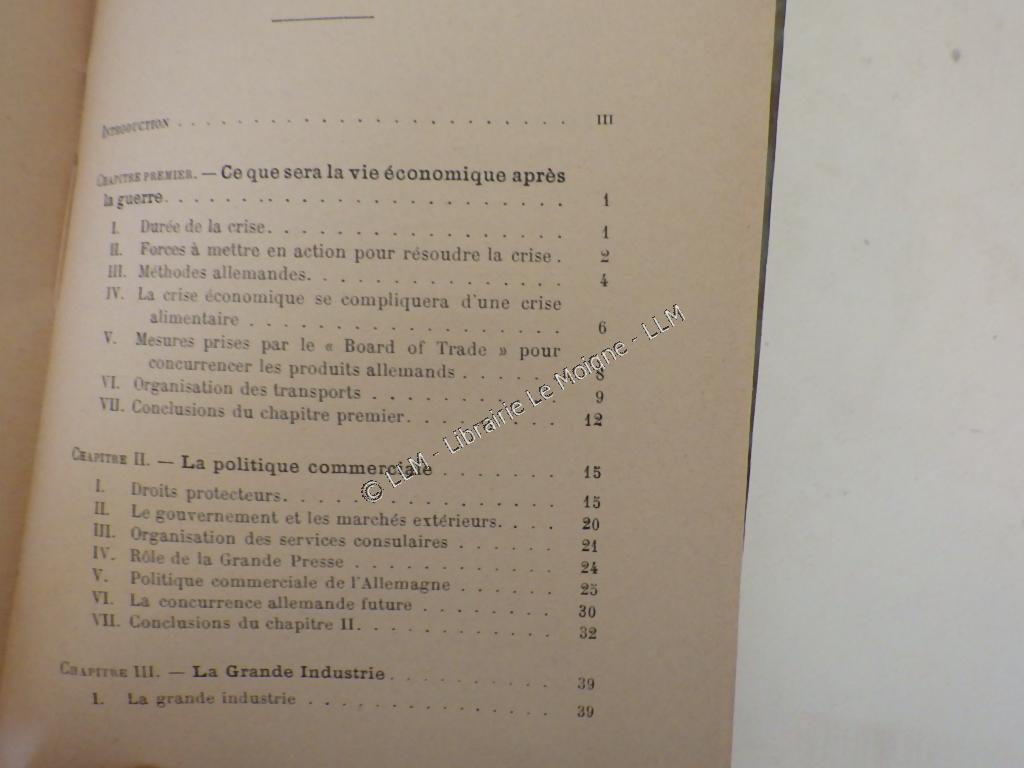 INTRODUCTION . . . . . . . . . . . . . . . . . . . . III
CHAPITRE PREMIER. — Ce que sera la vie économique après
la guerre. . . . . . . . . . . . . . . . . . . . 1
I. Durée de la crise. . . . . . . . . . . . . . . . 1
II. Forces à mettre en action pour résoudre la crise . 2
III. Méthodes allemandes. . . . . . . . . . . . . . 4
IV. La crise économique se compliquera d'une crise
alimentaire . . . . . . . . . . . . . . . . . 6
V. Mesures prises par le « Board of Trade » pour
concurrencer les produits allemands . . . . . 8
VI. Organisation des transports . . . . . . . . . . 9
VII. Conclusions du chapitre premier. . . . . . . . 12
CHAPITRE II. — La politique commerciale . . . . . . 15
I. Droits protecteurs. . . . . . . . . . . . . . . 15
II. Le gouvernement et les marchés extérieurs. . . . 20
III. Organisation des services consulaires . . . . . 21
IV. Rôle de la Grande Presse . . . . . . . . . . . 24
V. Politique commerciale de l'Allemagne . . . . . . 25
VI. La concurrence allemande future . . . . . . . . 30
VII. Conclusions du chapitre II. . . . . . . . . . . 32
CHAPITRE III. — La Grande Industrie . . . . . . . . 39
I. La grande industrie . . . . . . . . . . . . . . 39
© LLM - Librairie Le Moigne - LLM